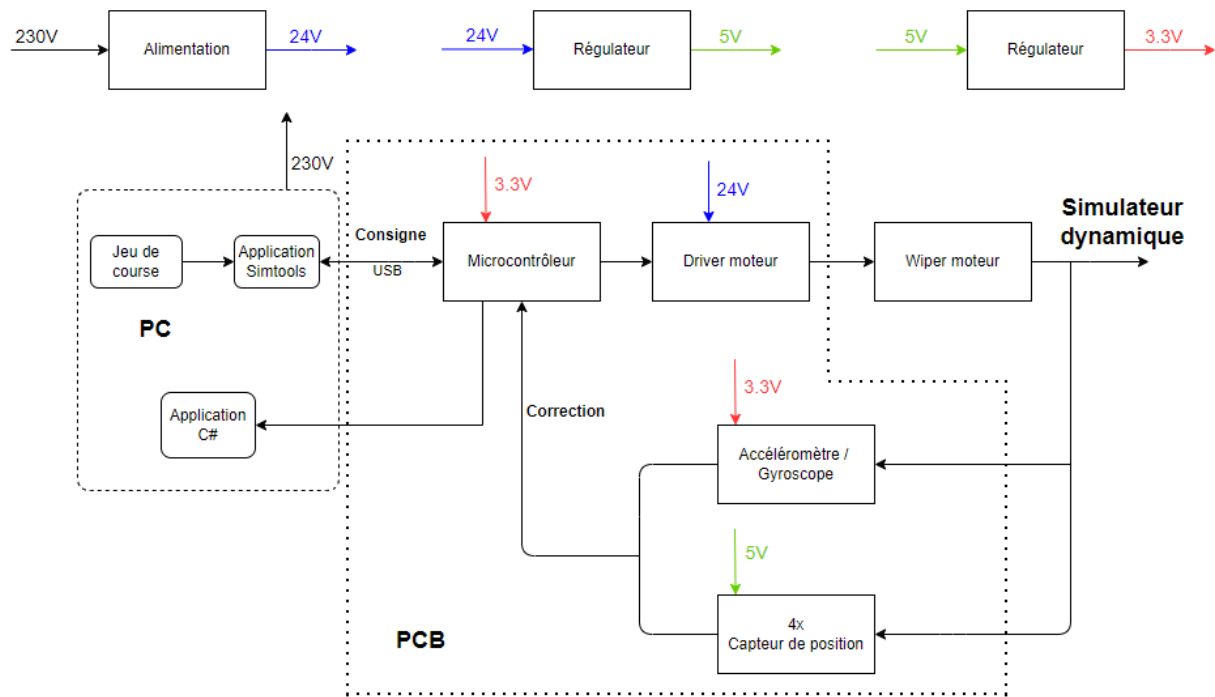 230V
Alimentation
24V
24V
Régulateur
5V
5V
Régulateur
3.3V
230V
3.3V
24V
Simulateur
dynamique
Jeu de
course
Application
Simtools
Consigne
USB
Microcontrôleur
Driver moteur
Wiper moteur
PC
3.3V
Application
C#
Correction
Accéléromètre /
Gyroscope
5V
4x
Capteur de position
PCB